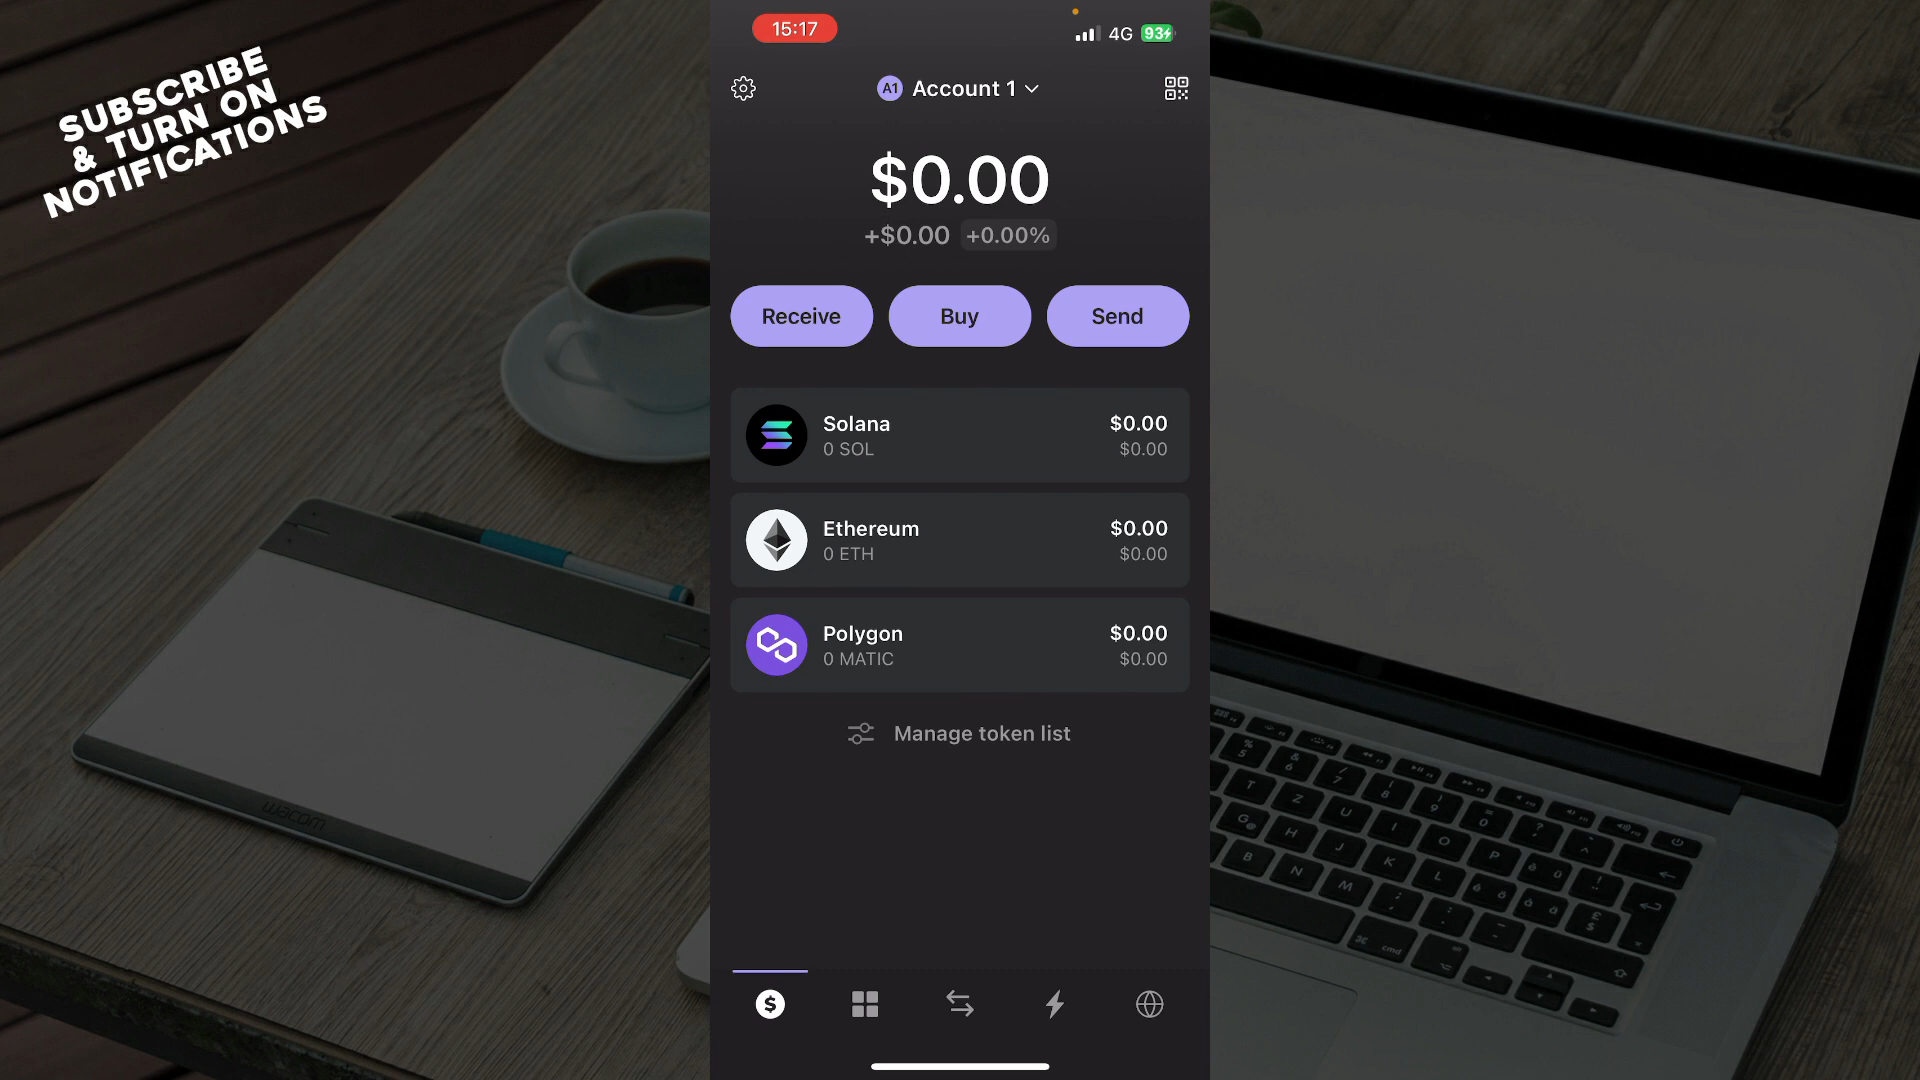 SUBSCRIBE
& TURN ON
NOTIFICATIONS
15:17
4G 93
A1 Account 1
$0.00
+$0.00 +0.00%
Receive Buy Send
Solana $0.00
0 SOL $0.00
Ethereum $0.00
0 ETH $0.00
Polygon $0.00
0 MATIC $0.00
Manage token list
wacom